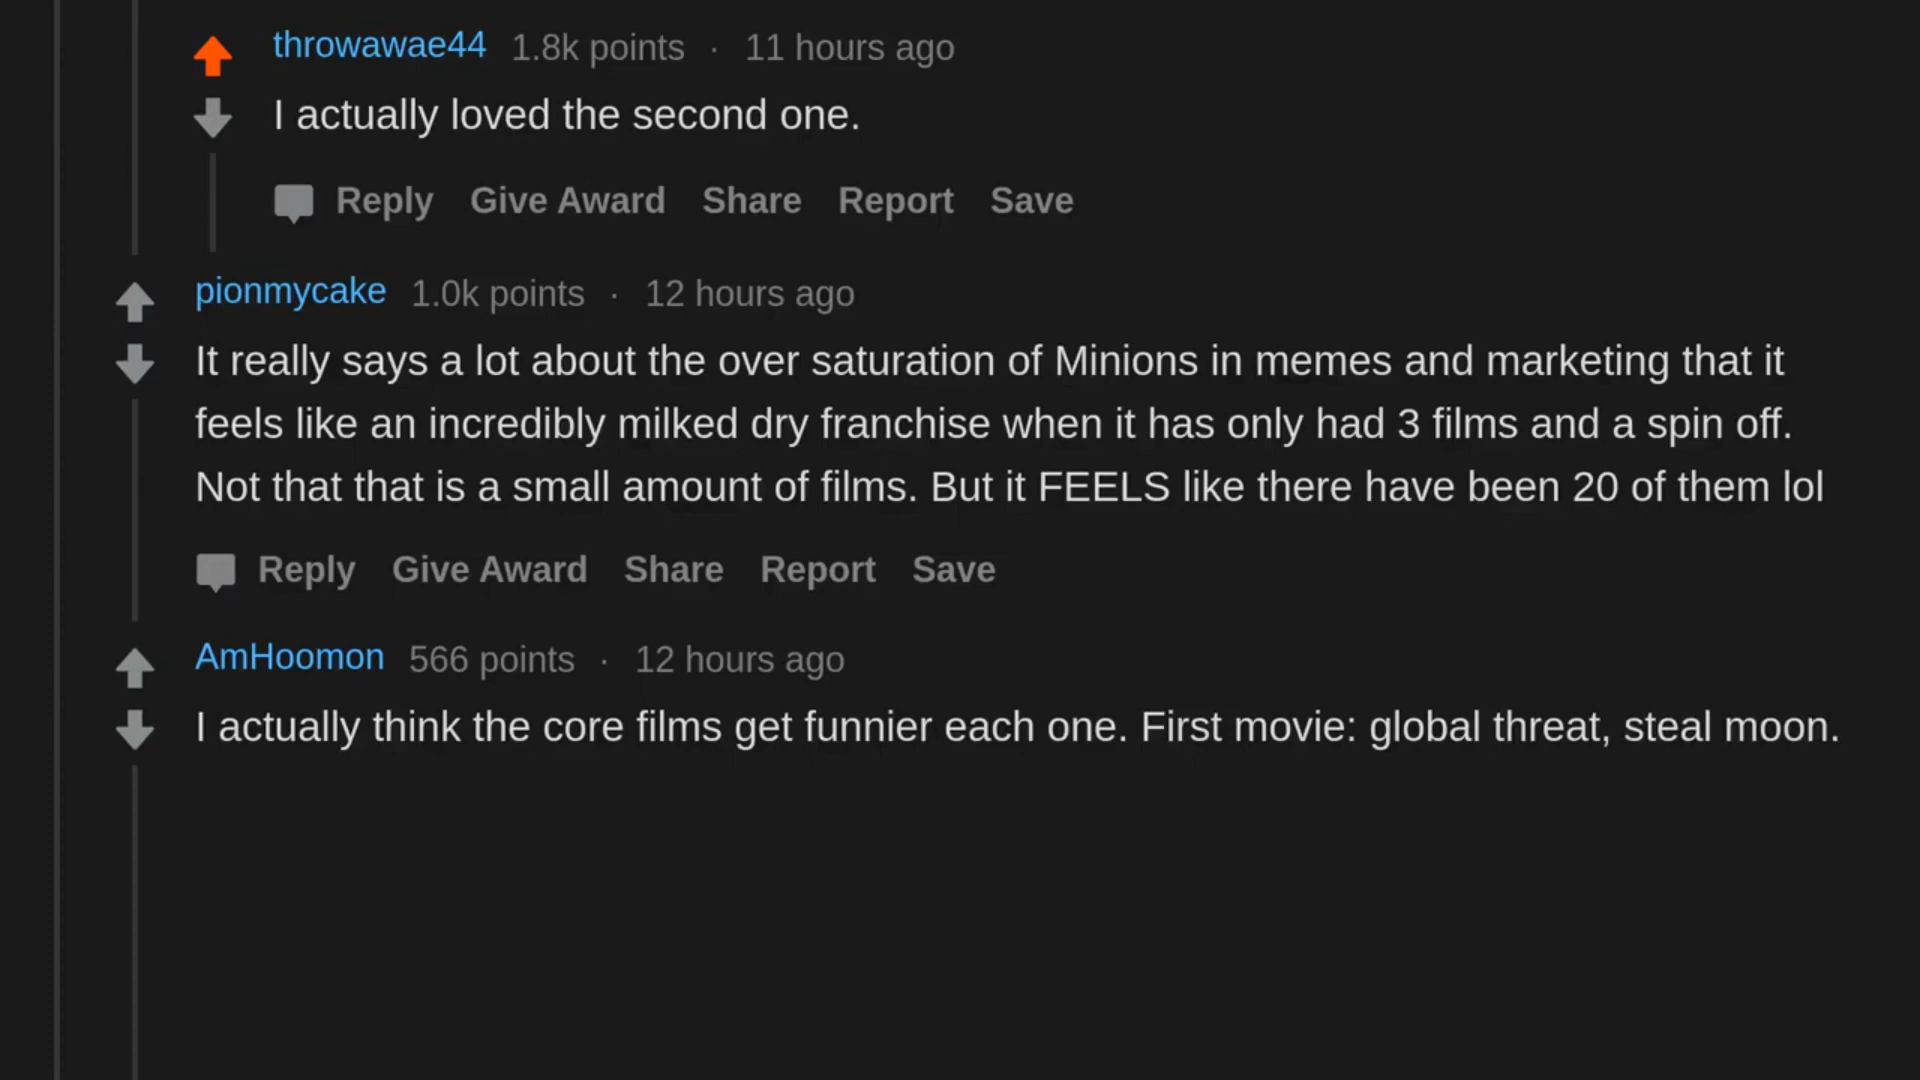 throwawae44 1.8k points · 11 hours ago
I actually loved the second one.
Reply Give Award Share Report Save
pionmycake 1.0k points · 12 hours ago
It really says a lot about the over saturation of Minions in memes and marketing that it
feels like an incredibly milked dry franchise when it has only had 3 films and a spin off.
Not that that is a small amount of films. But it FEELS like there have been 20 of them lol
Reply Give Award Share Report Save
AmHoomon 566 points · 12 hours ago
I actually think the core films get funnier each one. First movie: global threat, steal moon.